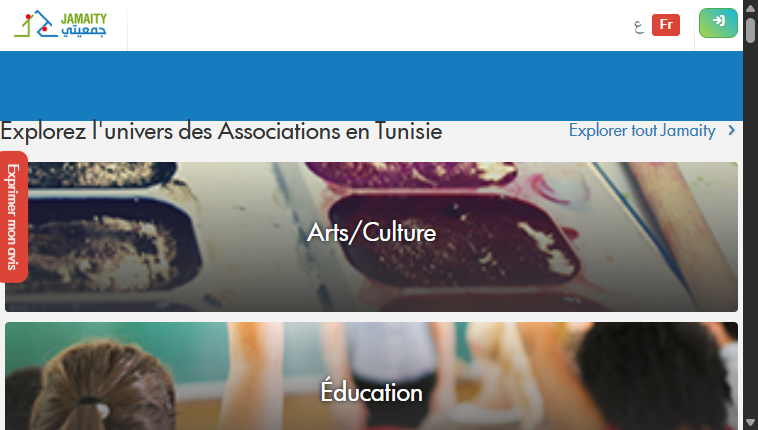 JAMAITY
جمعيتي
ع
Fr
Explorez l'univers des Associations en Tunisie
Explorer tout Jamaity
Exprimer mon avis
Arts/Culture
Éducation